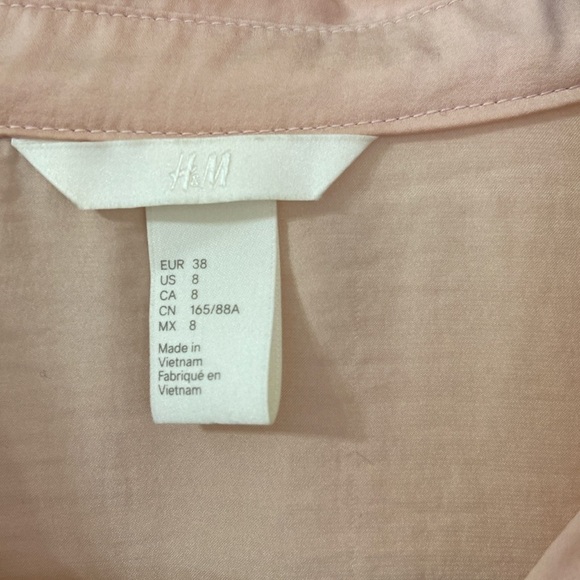 H&M
EUR 38
US 8
CA 8
CN 165/88A
MX 8
Made in
Vietnam
Fabriqué en
Vietnam